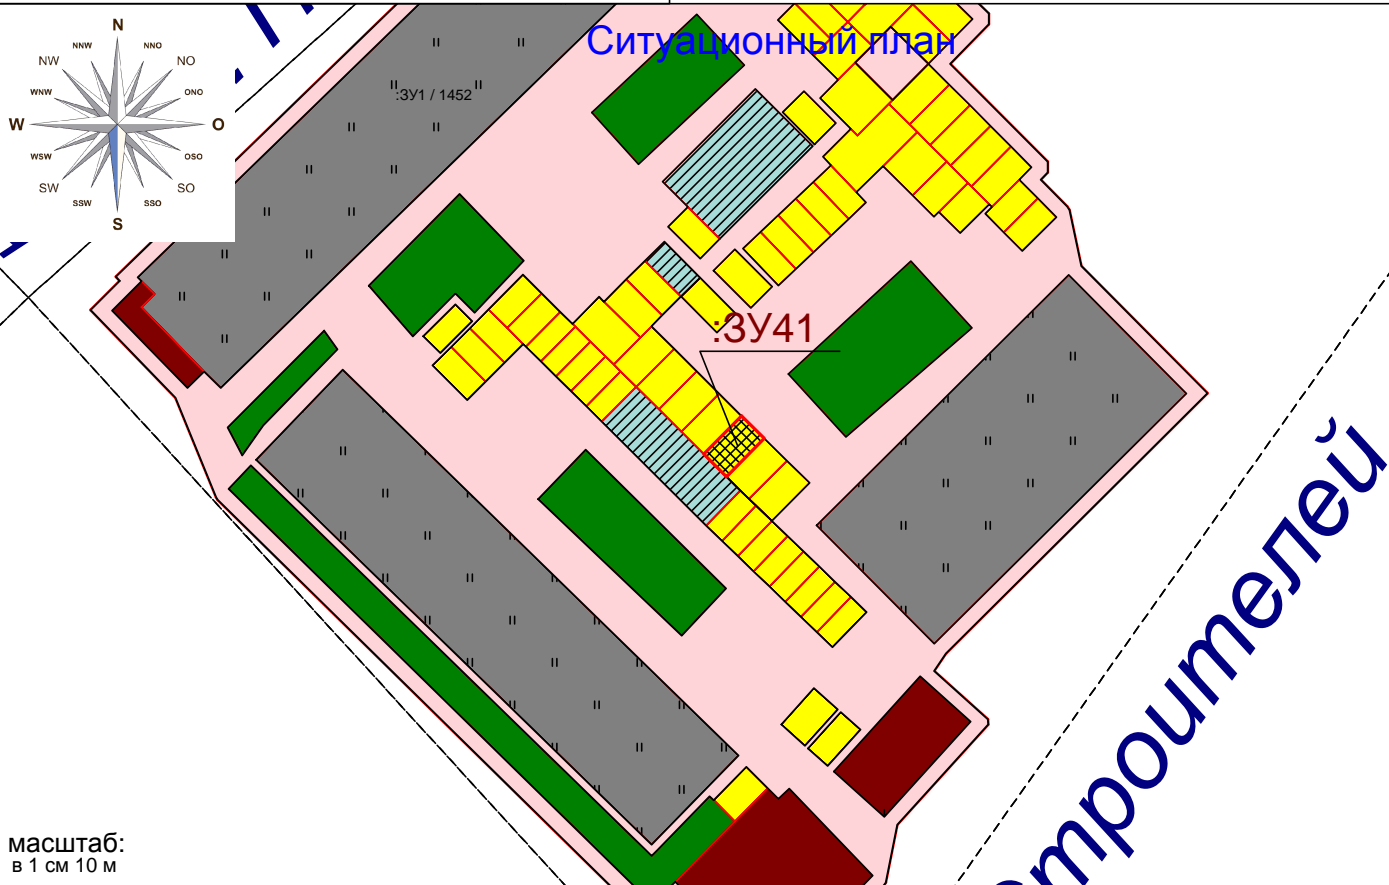 Ситуационный план
N
NNW
NNO
NW
NO
WNW
ONO
W
O
WSW
OSO
SW
SO
SSW
SSO
S
:ЗУ1 / 1452
:ЗУ41
троителей
масштаб:
в 1 см 10 м